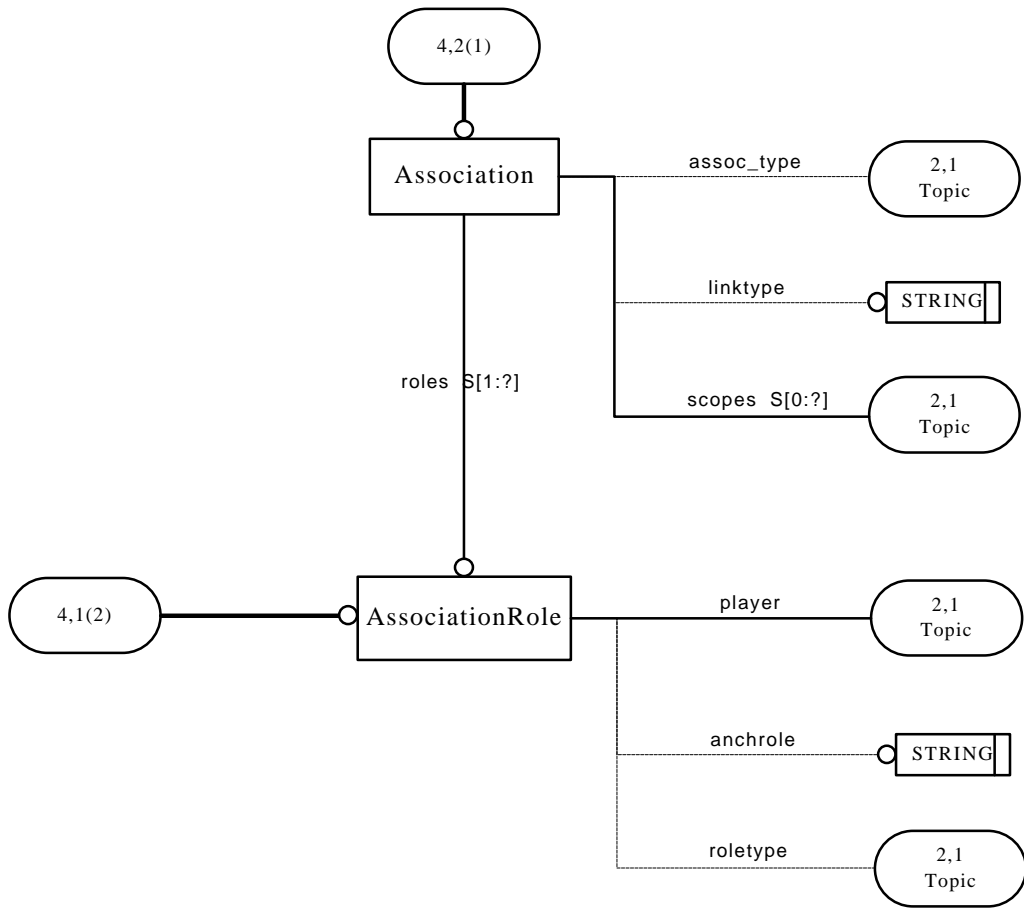 4,2(1)
Association
assoc_type
2,1
Topic
linktype
STRING
roles S[1:?]
scopes S[0:?]
2,1
Topic
4,1(2)
AssociationRole
player
2,1
Topic
anchrole
STRING
roletype
2,1
Topic